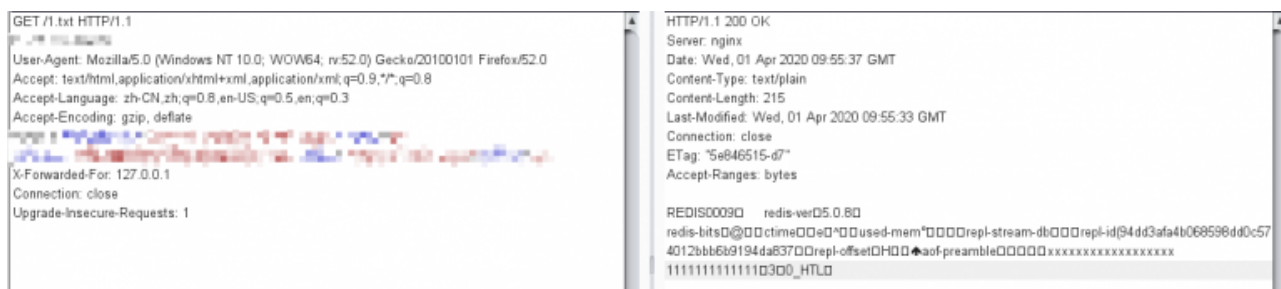 GET /1.txt HTTP/1.1
User-Agent: Mozilla/5.0 (Windows NT 10.0; WOW64; rv:52.0) Gecko/20100101 Firefox/52.0
Accept: text/html,application/xhtml+xml,application/xml;q=0.9,*/*;q=0.8
Accept-Language: zh-CN,zh;q=0.8,en-US;q=0.5,en;q=0.3
Accept-Encoding: gzip, deflate
X-Forwarded-For: 127.0.0.1
Connection: close
Upgrade-Insecure-Requests: 1
HTTP/1.1 200 OK
Server: nginx
Date: Wed, 01 Apr 2020 09:55:37 GMT
Content-Type: text/plain
Content-Length: 215
Last-Modified: Wed, 01 Apr 2020 09:55:33 GMT
Connection: close
ETag: "5e846515-d7"
Accept-Ranges: bytes
REDIS0009□ redis-ver□5.0.8□
redis-bits□@□□ctime□□e□^□□used-mem°□□□□repl-stream-db□□□repl-id(94dd3afa4b068598dd0c57
4012bbb6b9194da837□□repl-offset□H□□♠aof-preamble□□□□□xxxxxxxxxxxxxxxxxx
1111111111111□3□0_HTL□